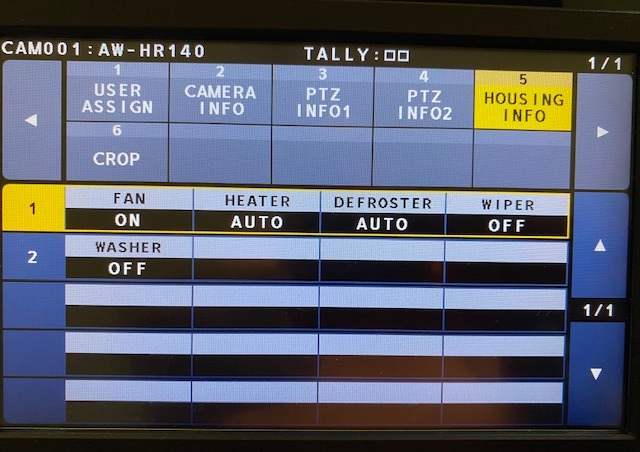 CAM001:AW-HR140 TALLY:□□ 1/1
1 2 3 4 5
USER ASSIGN CAMERA INFO PTZ INFO1 PTZ INFO2 HOUSING INFO
6
CROP
1 FAN HEATER DEFROSTER WIPER
ON AUTO AUTO OFF
2 WASHER
OFF
1/1